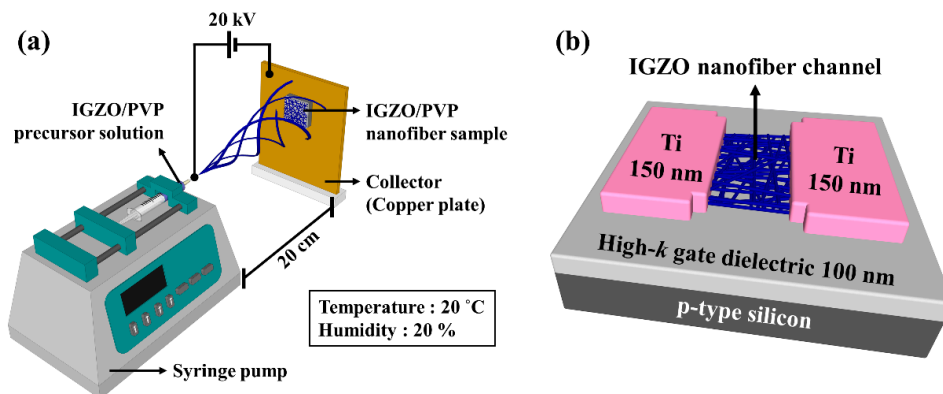 (a)
20 kV
IGZO/PVP
precursor solution
IGZO/PVP
nanofiber sample
Collector
(Copper plate)
20 cm
Temperature : 20 ˚C
Humidity : 20 %
Syringe pump
(b)
IGZO nanofiber channel
Ti
150 nm
Ti
150 nm
High-k gate dielectric 100 nm
p-type silicon